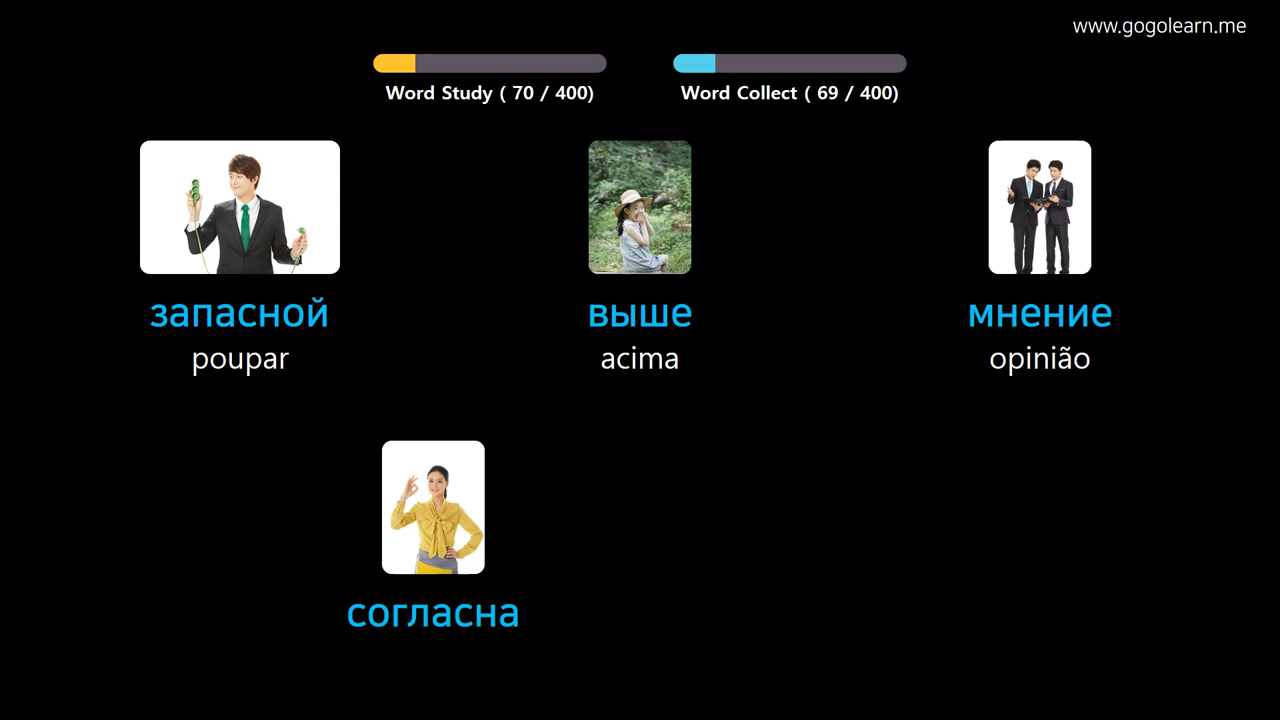 www.gogolearn.me
Word Study ( 70 / 400)
Word Collect ( 69 / 400)
запасной
poupar
выше
acima
мнение
opinião
согласна